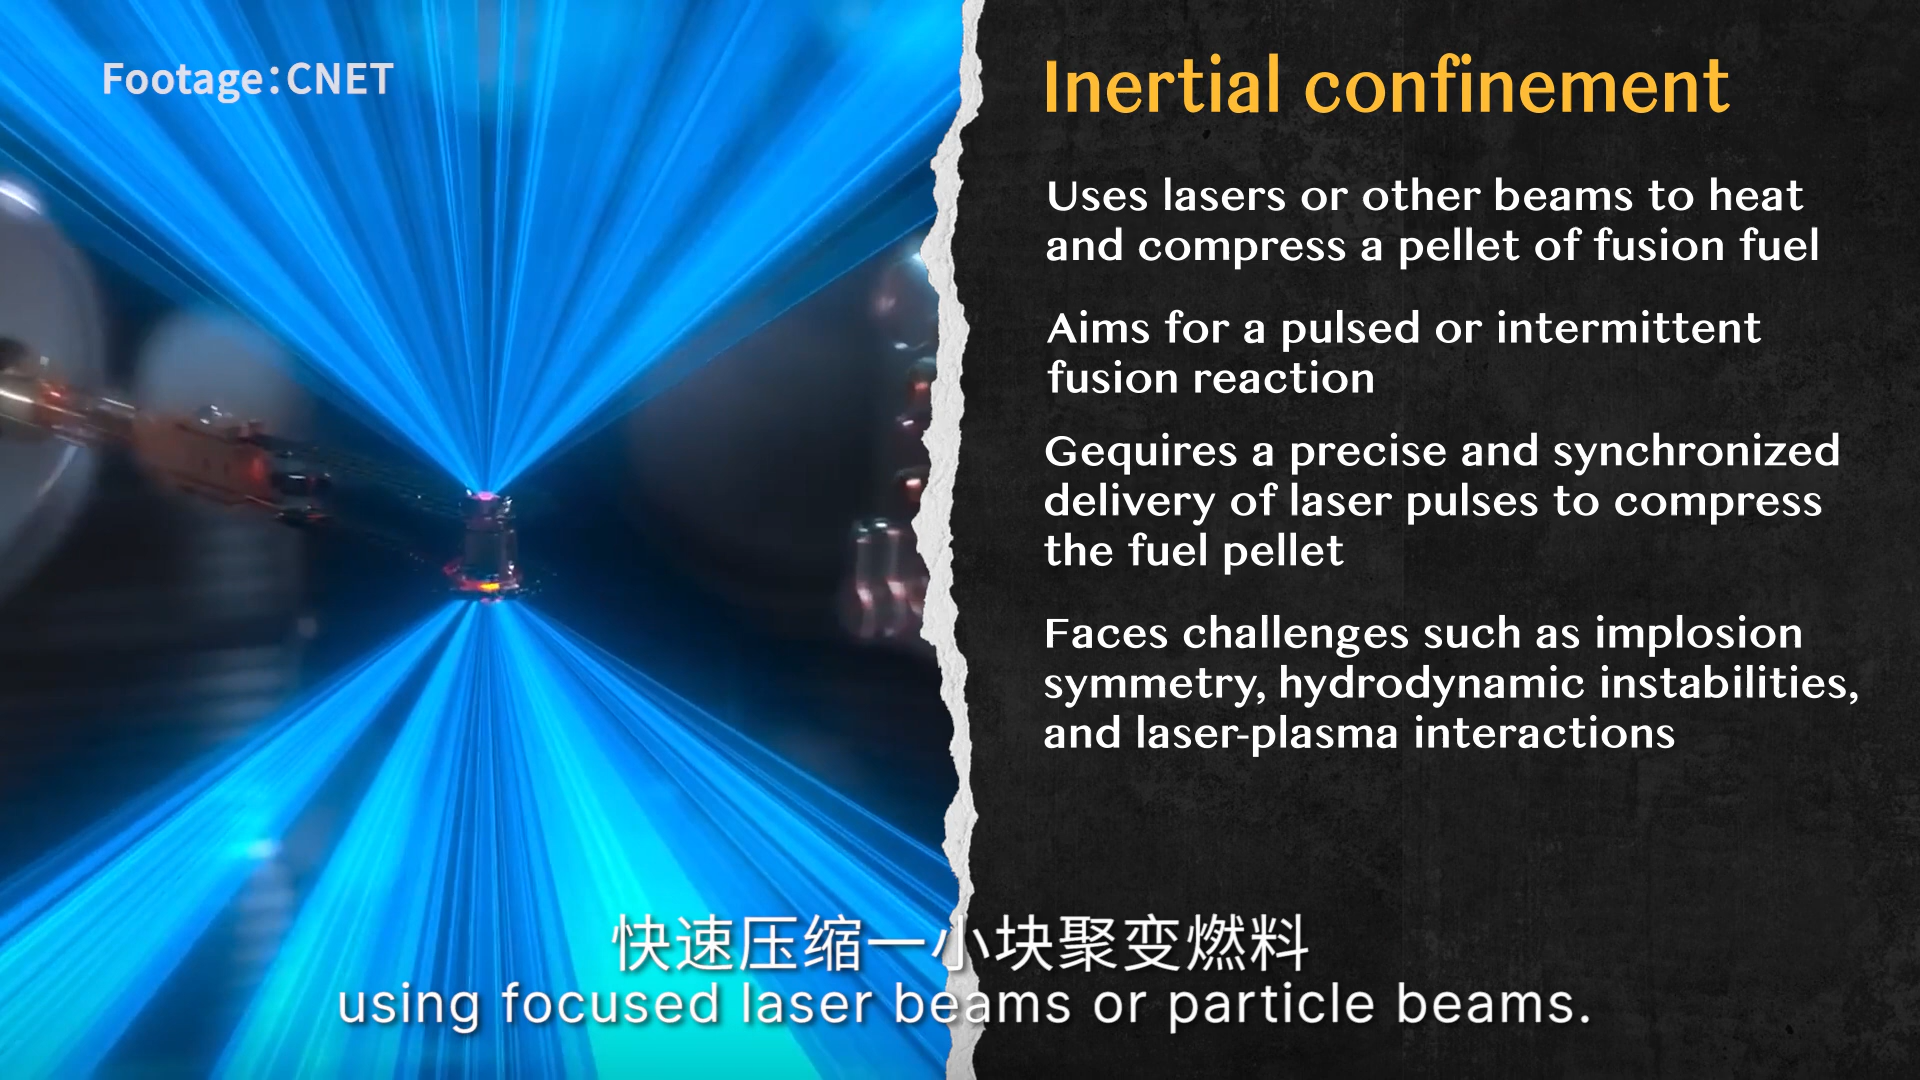 Footage:CNET
Inertial confinement
Uses lasers or other beams to heat
and compress a pellet of fusion fuel
Aims for a pulsed or intermittent
fusion reaction
Gequires a precise and synchronized
delivery of laser pulses to compress
the fuel pellet
Faces challenges such as implosion
symmetry, hydrodynamic instabilities,
and laser-plasma interactions
快速压缩一小块聚变燃料
using focused laser beams or particle beams.